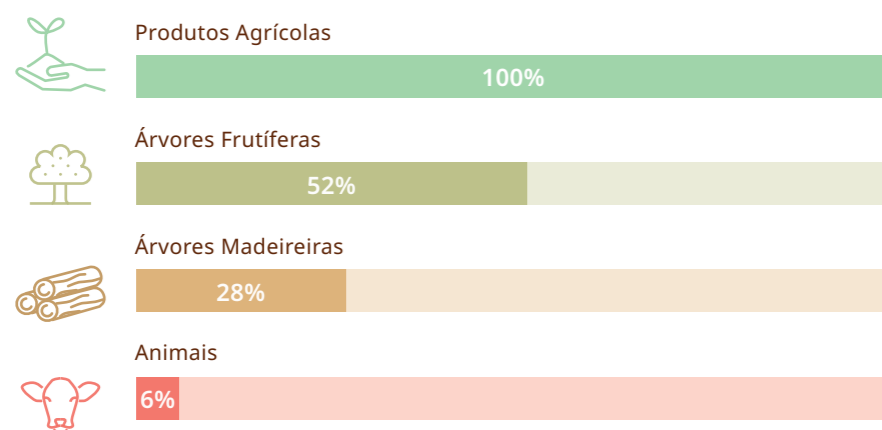 Produtos Agrícolas
100%
Árvores Frutíferas
52%
Árvores Madeireiras
28%
Animais
6%